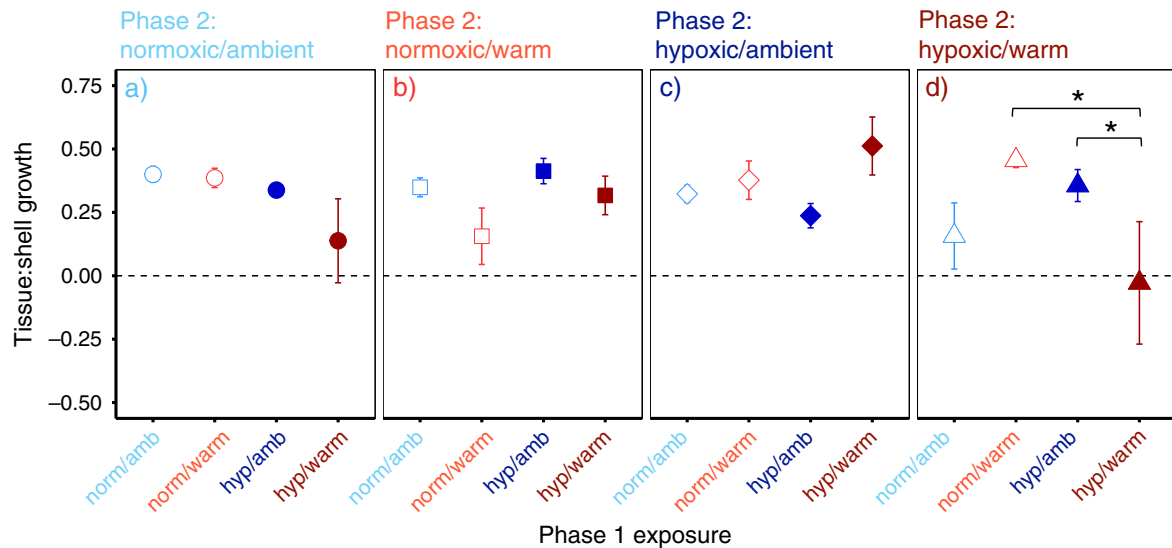 Phase 2:
normoxic/ambient
Phase 2:
normoxic/warm
Phase 2:
hypoxic/ambient
Phase 2:
hypoxic/warm
a)
b)
c)
d)
*
*
Tissue:shell growth
0.75
0.50
0.25
0.00
−0.25
−0.50
norm/amb
norm/warm
hyp/amb
hyp/warm
norm/amb
norm/warm
hyp/amb
hyp/warm
norm/amb
norm/warm
hyp/amb
hyp/warm
norm/amb
norm/warm
hyp/amb
hyp/warm
Phase 1 exposure